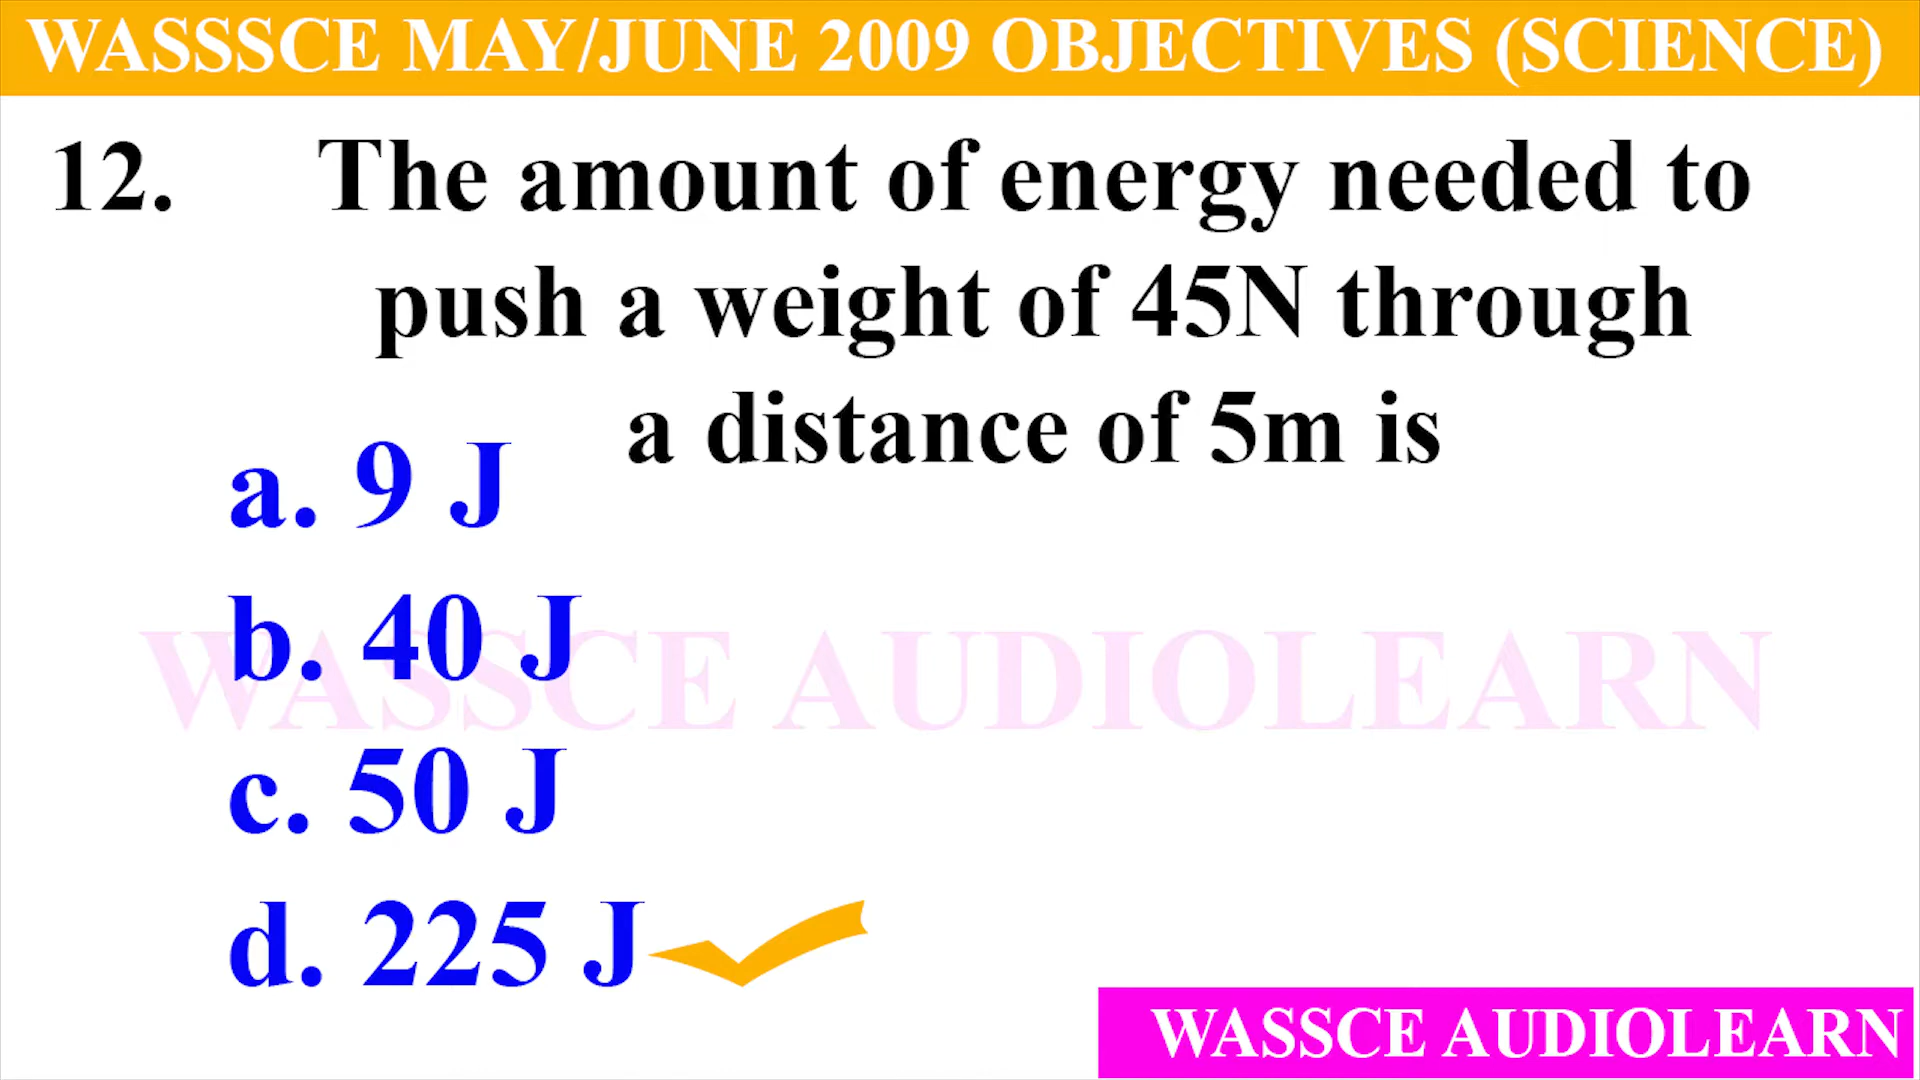 WASSSCE MAY/JUNE 2009 OBJECTIVES (SCIENCE)
12. The amount of energy needed to
push a weight of 45N through
a distance of 5m is
a. 9 J
b. 40 J
WASSCE AUDIOLEARN
c. 50 J
d. 225 J
WASSCE AUDIOLEARN